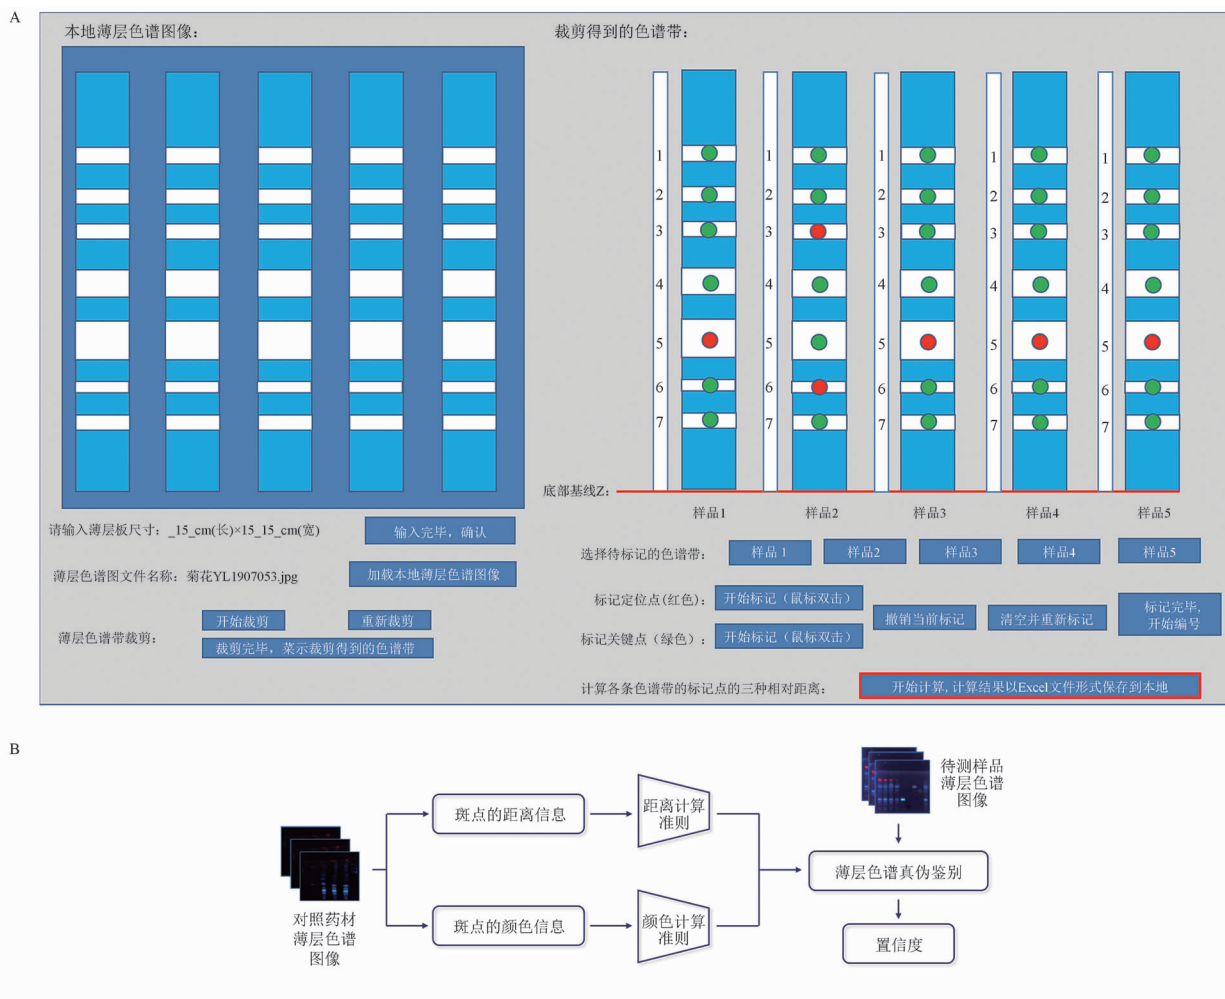 A
本地薄层色谱图像：
裁剪得到的色谱带：
1 1 1 1 1
2 2 2 2 2
3 3 3 3 3
4 4 4 4 4
5 5 5 5 5
6 6 6 6 6
7 7 7 7 7
底部基线Z：
样品1 样品2 样品3 样品4 样品5
请输入薄层板尺寸：_15_cm(长)×15_15_cm(宽)
输入完毕，确认
薄层色谱图文件名称：菊花YL1907053.jpg
加载本地薄层色谱图像
薄层色谱带裁剪：
开始裁剪
重新裁剪
裁剪完毕，菜示裁剪得到的色谱带
选择待标记的色谱带：
样品 1
样品2
样品3
样品4
样品5
标记定位点(红色)：
开始标记（鼠标双击）
标记关键点（绿色）：
开始标记（鼠标双击）
撤销当前标记
清空并重新标记
标记完毕，
开始编号
计算各条色谱带的标记点的三种相对距离：
开始计算, 计算结果以Excel文件形式保存到本地
B
对照药材
薄层色谱
图像
斑点的距离信息
距离计算
准则
斑点的颜色信息
颜色计算
准则
待测样品
薄层色谱
图像
薄层色谱真伪鉴别
置信度